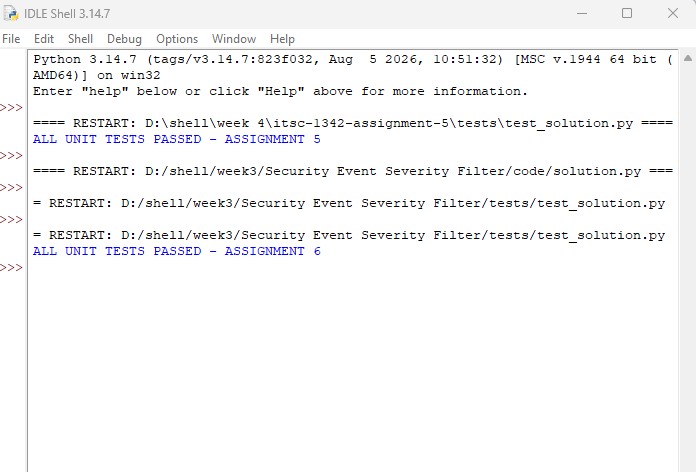 IDLE Shell 3.14.7
File Edit Shell Debug Options Window Help
Python 3.14.7 (tags/v3.14.7:823f032, Aug  5 2026, 10:51:32) [MSC v.1944 64 bit (
AMD64)] on win32
Enter "help" below or click "Help" above for more information.
>>>
==== RESTART: D:\shell\week 4\itsc-1342-assignment-5\tests\test_solution.py ====
ALL UNIT TESTS PASSED - ASSIGNMENT 5
>>>
==== RESTART: D:/shell/week3/Security Event Severity Filter/code/solution.py ===
>>>
= RESTART: D:/shell/week3/Security Event Severity Filter/tests/test_solution.py
>>>
= RESTART: D:/shell/week3/Security Event Severity Filter/tests/test_solution.py
ALL UNIT TESTS PASSED - ASSIGNMENT 6
>>>